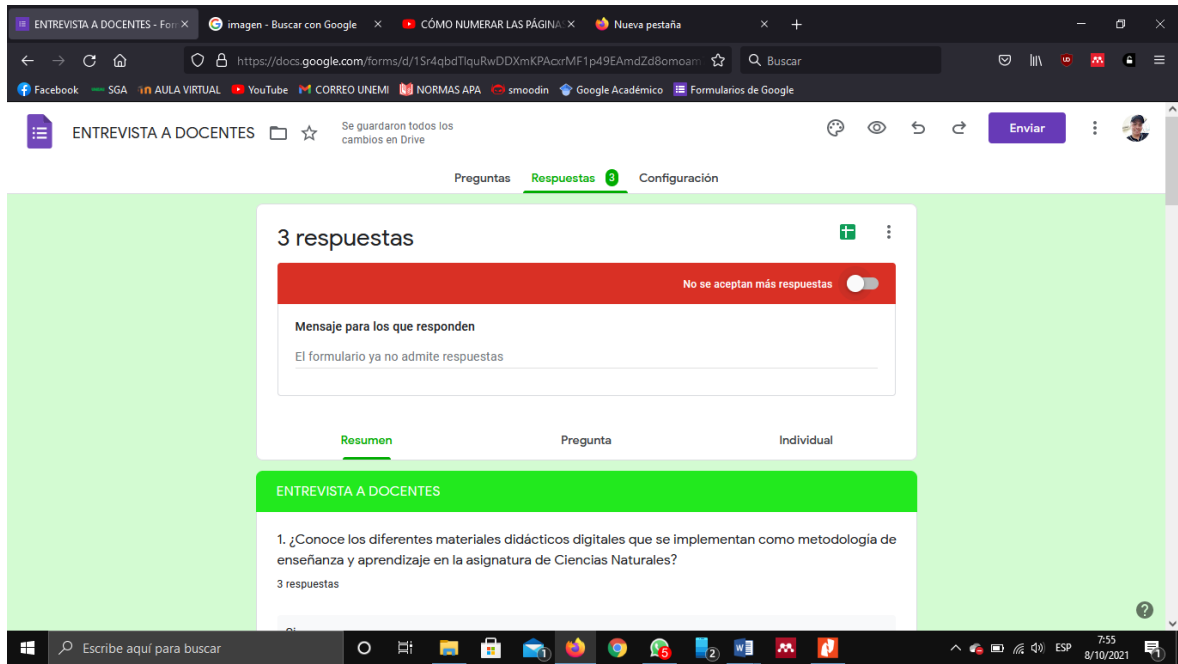 ENTREVISTA A DOCENTES - For
imagen - Buscar con Google
CÓMO NUMERAR LAS PÁGINA
Nueva pestaña
https://docs.google.com/forms/d/1Sr4qbdTlquRwDDXmKPAcxrMF1p49EAmdZd8omoam
Buscar
Facebook SGA AULA VIRTUAL YouTube CORREO UNEMI NORMAS APA smoodin Google Académico Formularios de Google
ENTREVISTA A DOCENTES
Se guardaron todos los
cambios en Drive
Enviar
Preguntas Respuestas 3 Configuración
3 respuestas
No se aceptan más respuestas
Mensaje para los que responden
El formulario ya no admite respuestas
Resumen Pregunta Individual
ENTREVISTA A DOCENTES
1. ¿Conoce los diferentes materiales didácticos digitales que se implementan como metodología de
enseñanza y aprendizaje en la asignatura de Ciencias Naturales?
3 respuestas
Escribe aquí para buscar
ESP
7:55
8/10/2021